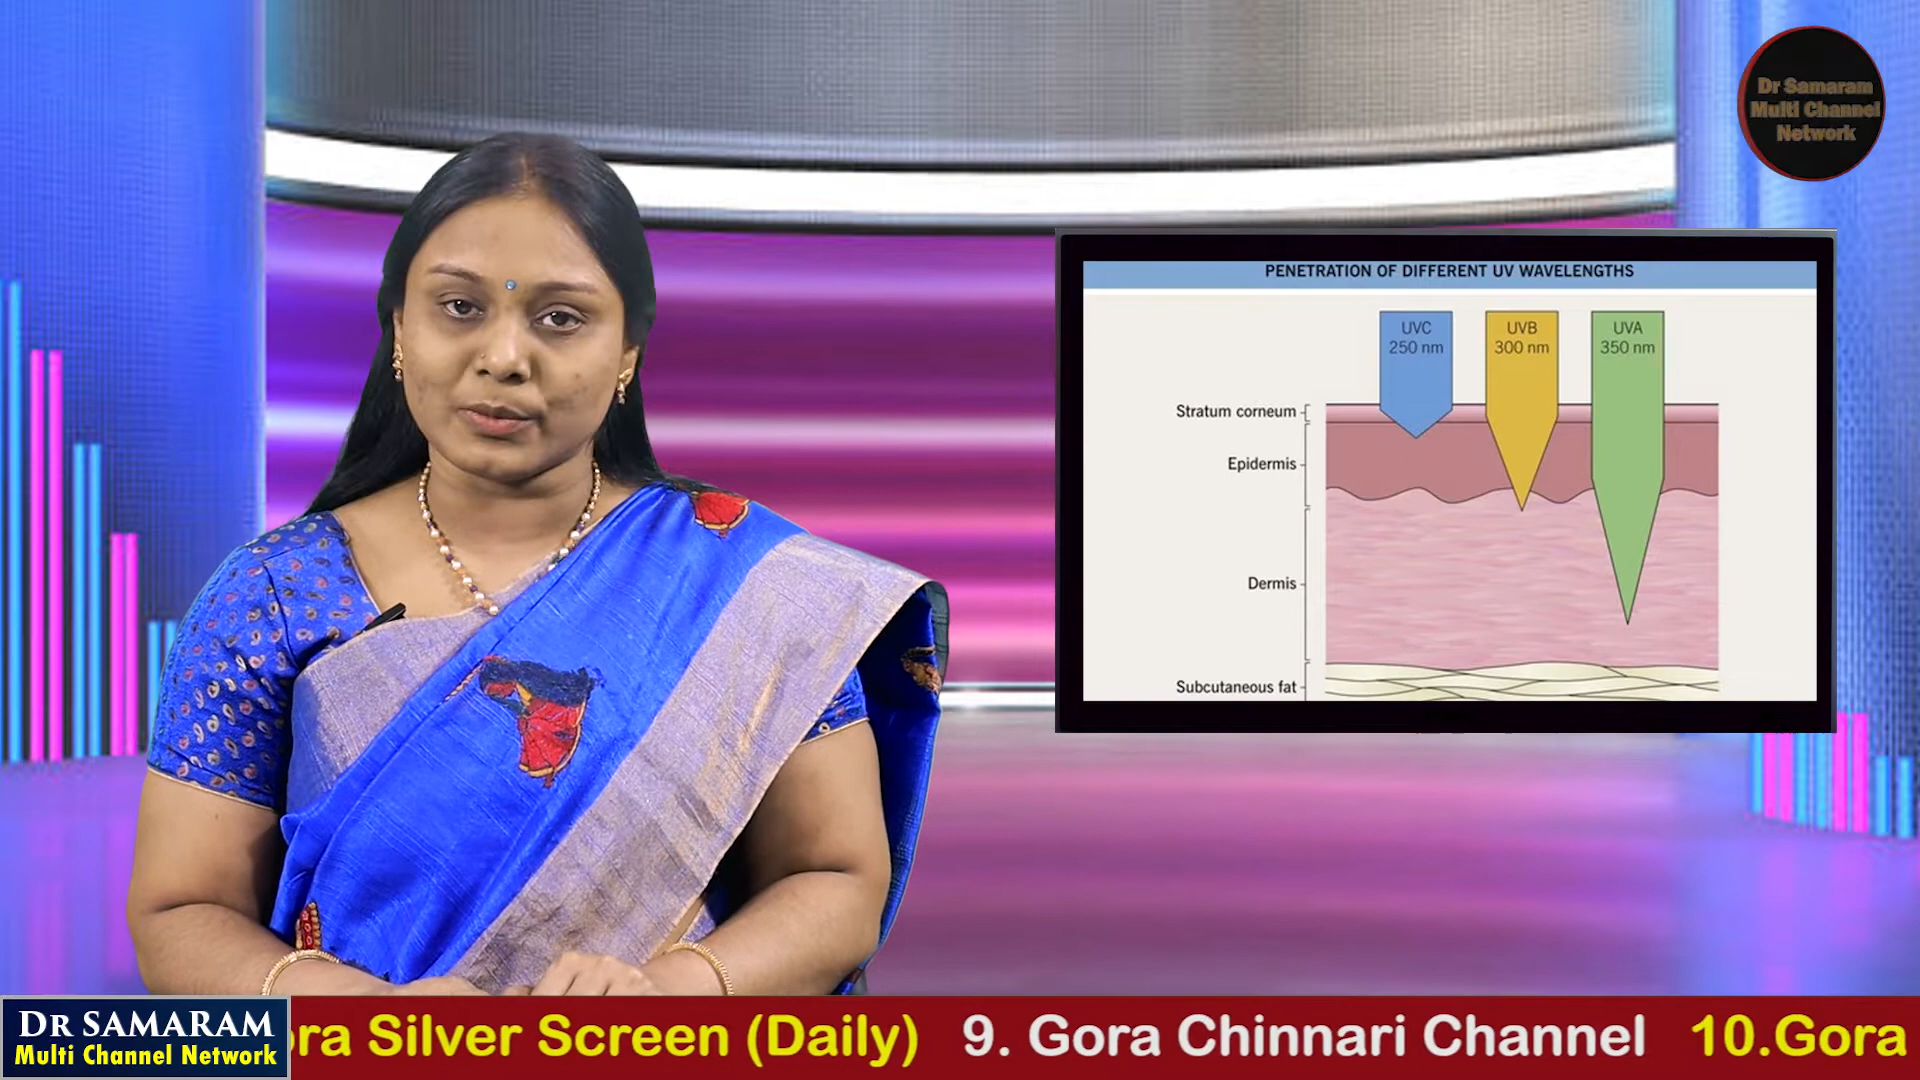 Dr Samaram
Multi Channel
Network
PENETRATION OF DIFFERENT UV WAVELENGTHS
UVC
250 nm
UVB
300 nm
UVA
350 nm
Stratum corneum
Epidermis
Dermis
Subcutaneous fat
DR SAMARAM
Multi Channel Network
ora Silver Screen (Daily) 9. Gora Chinnari Channel 10.Gora